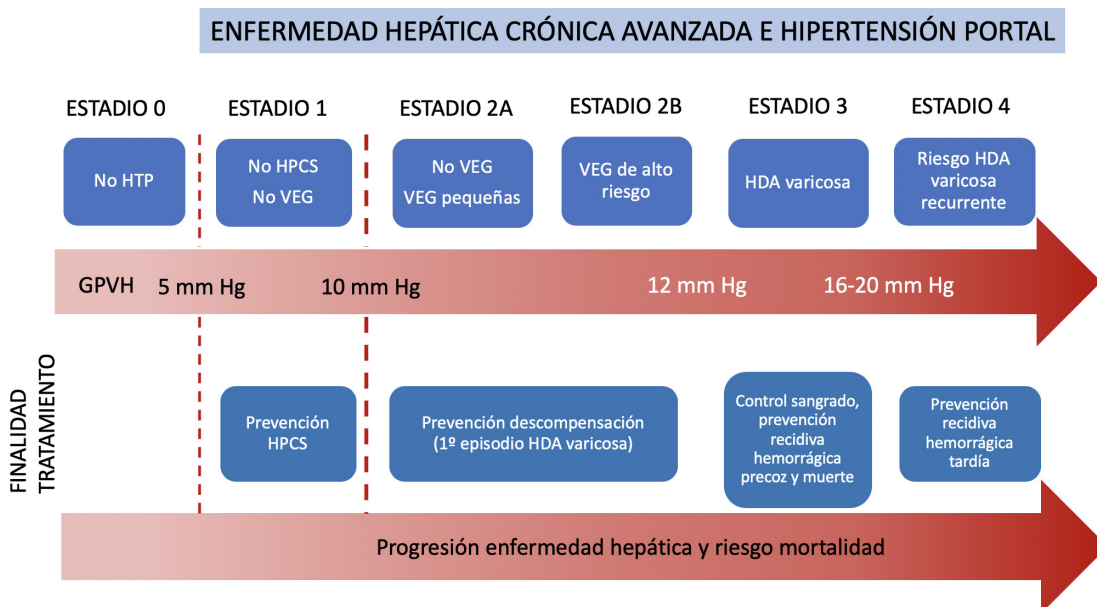 ENFERMEDAD HEPÁTICA CRÓNICA AVANZADA E HIPERTENSIÓN PORTAL
ESTADIO 0
ESTADIO 1
ESTADIO 2A
ESTADIO 2B
ESTADIO 3
ESTADIO 4
No HTP
No HPCS
No VEG
No VEG
VEG pequeñas
VEG de alto
riesgo
HDA varicosa
Riesgo HDA
varicosa
recurrente
GPVH
5 mm Hg
10 mm Hg
12 mm Hg
16-20 mm Hg
FINALIDAD
TRATAMIENTO
Prevención
HPCS
Prevención descompensación
(1º episodio HDA varicosa)
Control sangrado,
prevención
recidiva
hemorrágica
precoz y muerte
Prevención
recidiva
hemorrágica
tardía
Progresión enfermedad hepática y riesgo mortalidad